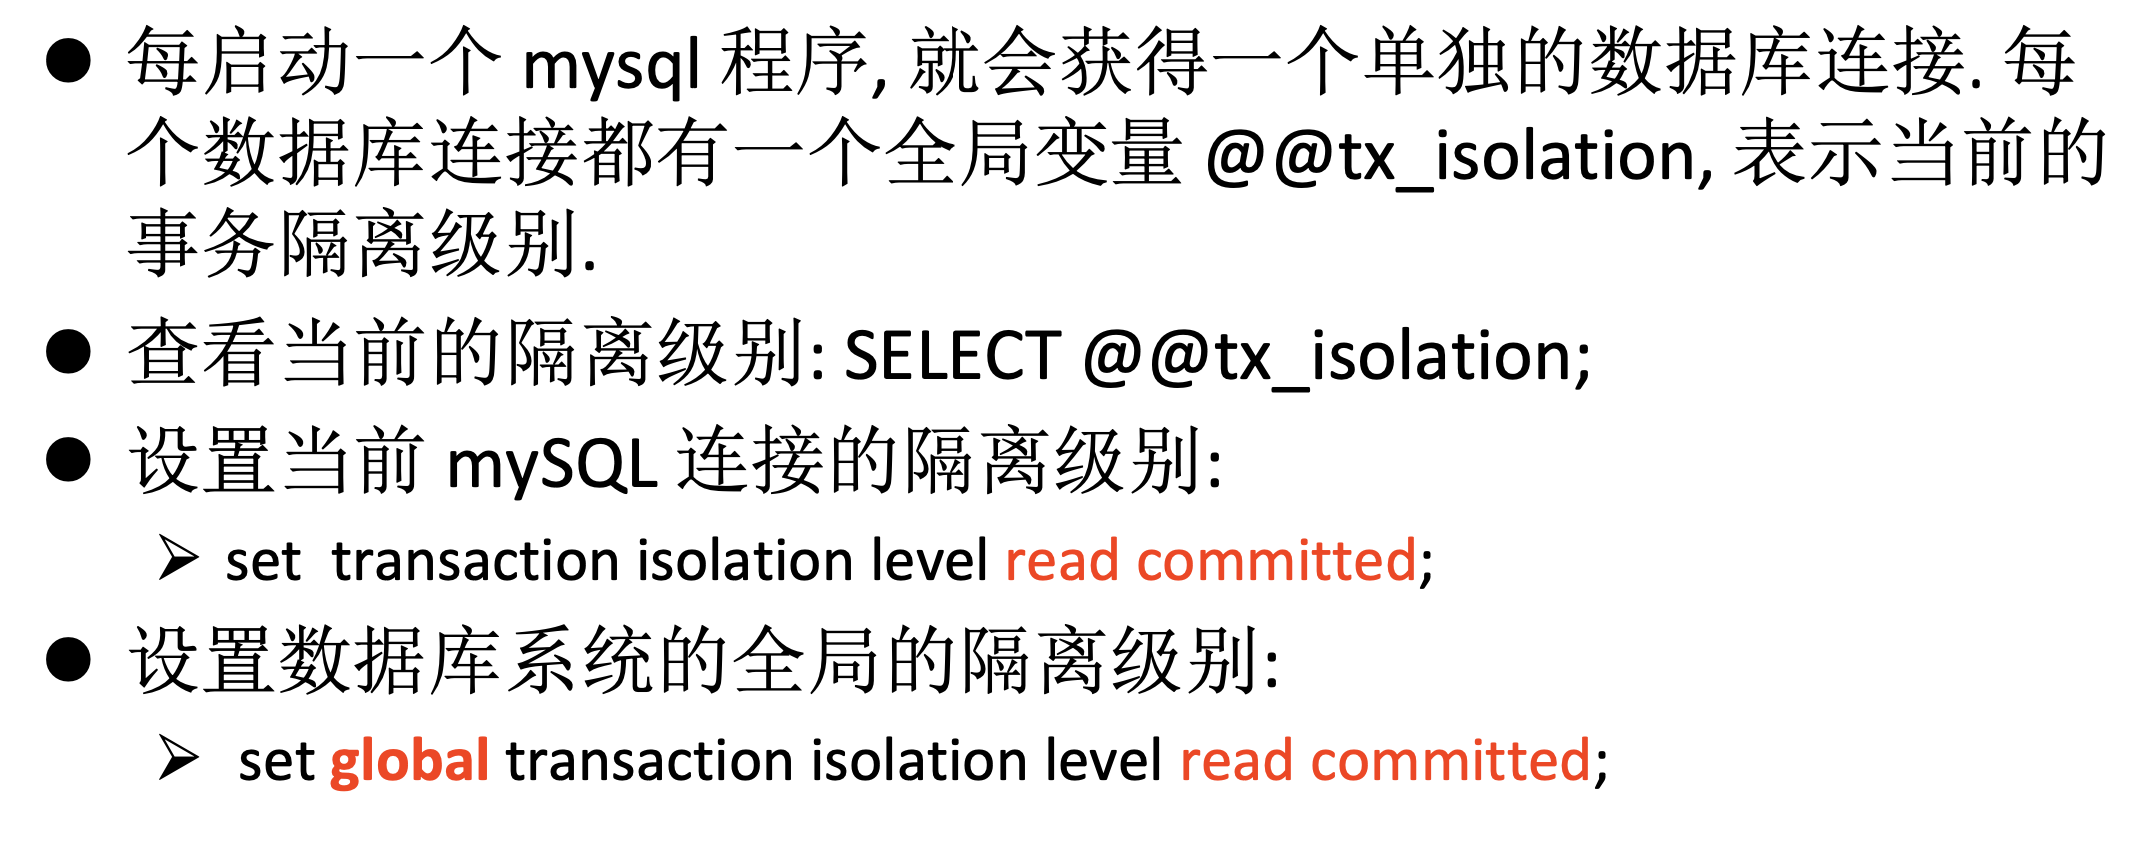 ● 每启动一个 mysql 程序, 就会获得一个单独的数据库连接. 每
个数据库连接都有一个全局变量 @@tx_isolation, 表示当前的
事务隔离级别.
● 查看当前的隔离级别: SELECT @@tx_isolation;
● 设置当前 mySQL 连接的隔离级别:
➢ set  transaction isolation level read committed;
● 设置数据库系统的全局的隔离级别:
➢ set global transaction isolation level read committed;